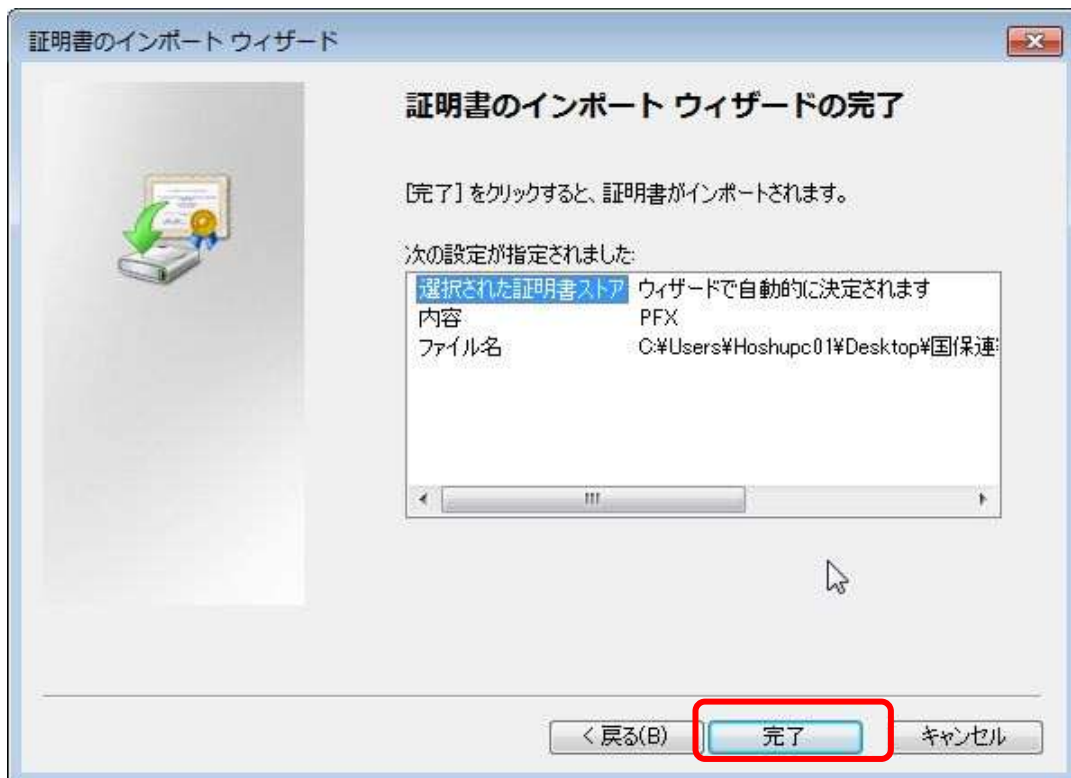 証明書のインポート ウィザード
証明書のインポート ウィザードの完了
[完了] をクリックすると、証明書がインポートされます。
次の設定が指定されました:
選択された証明書ストア ウィザードで自動的に決定されます
内容 PFX
ファイル名 C:¥Users¥Hoshupc01¥Desktop¥国保連
< 戻る(B) 完了 キャンセル